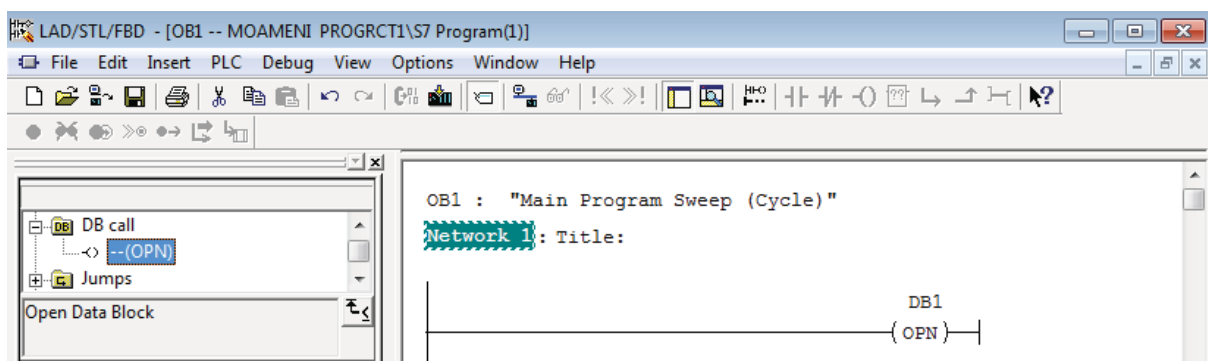 LAD/STL/FBD - [OB1 -- MOAMENI PROGRCT1\S7 Program(1)]
File Edit Insert PLC Debug View Options Window Help
DB call
--(OPN)
Jumps
Open Data Block
OB1 : "Main Program Sweep (Cycle)"
Network 1: Title:
DB1
( OPN )